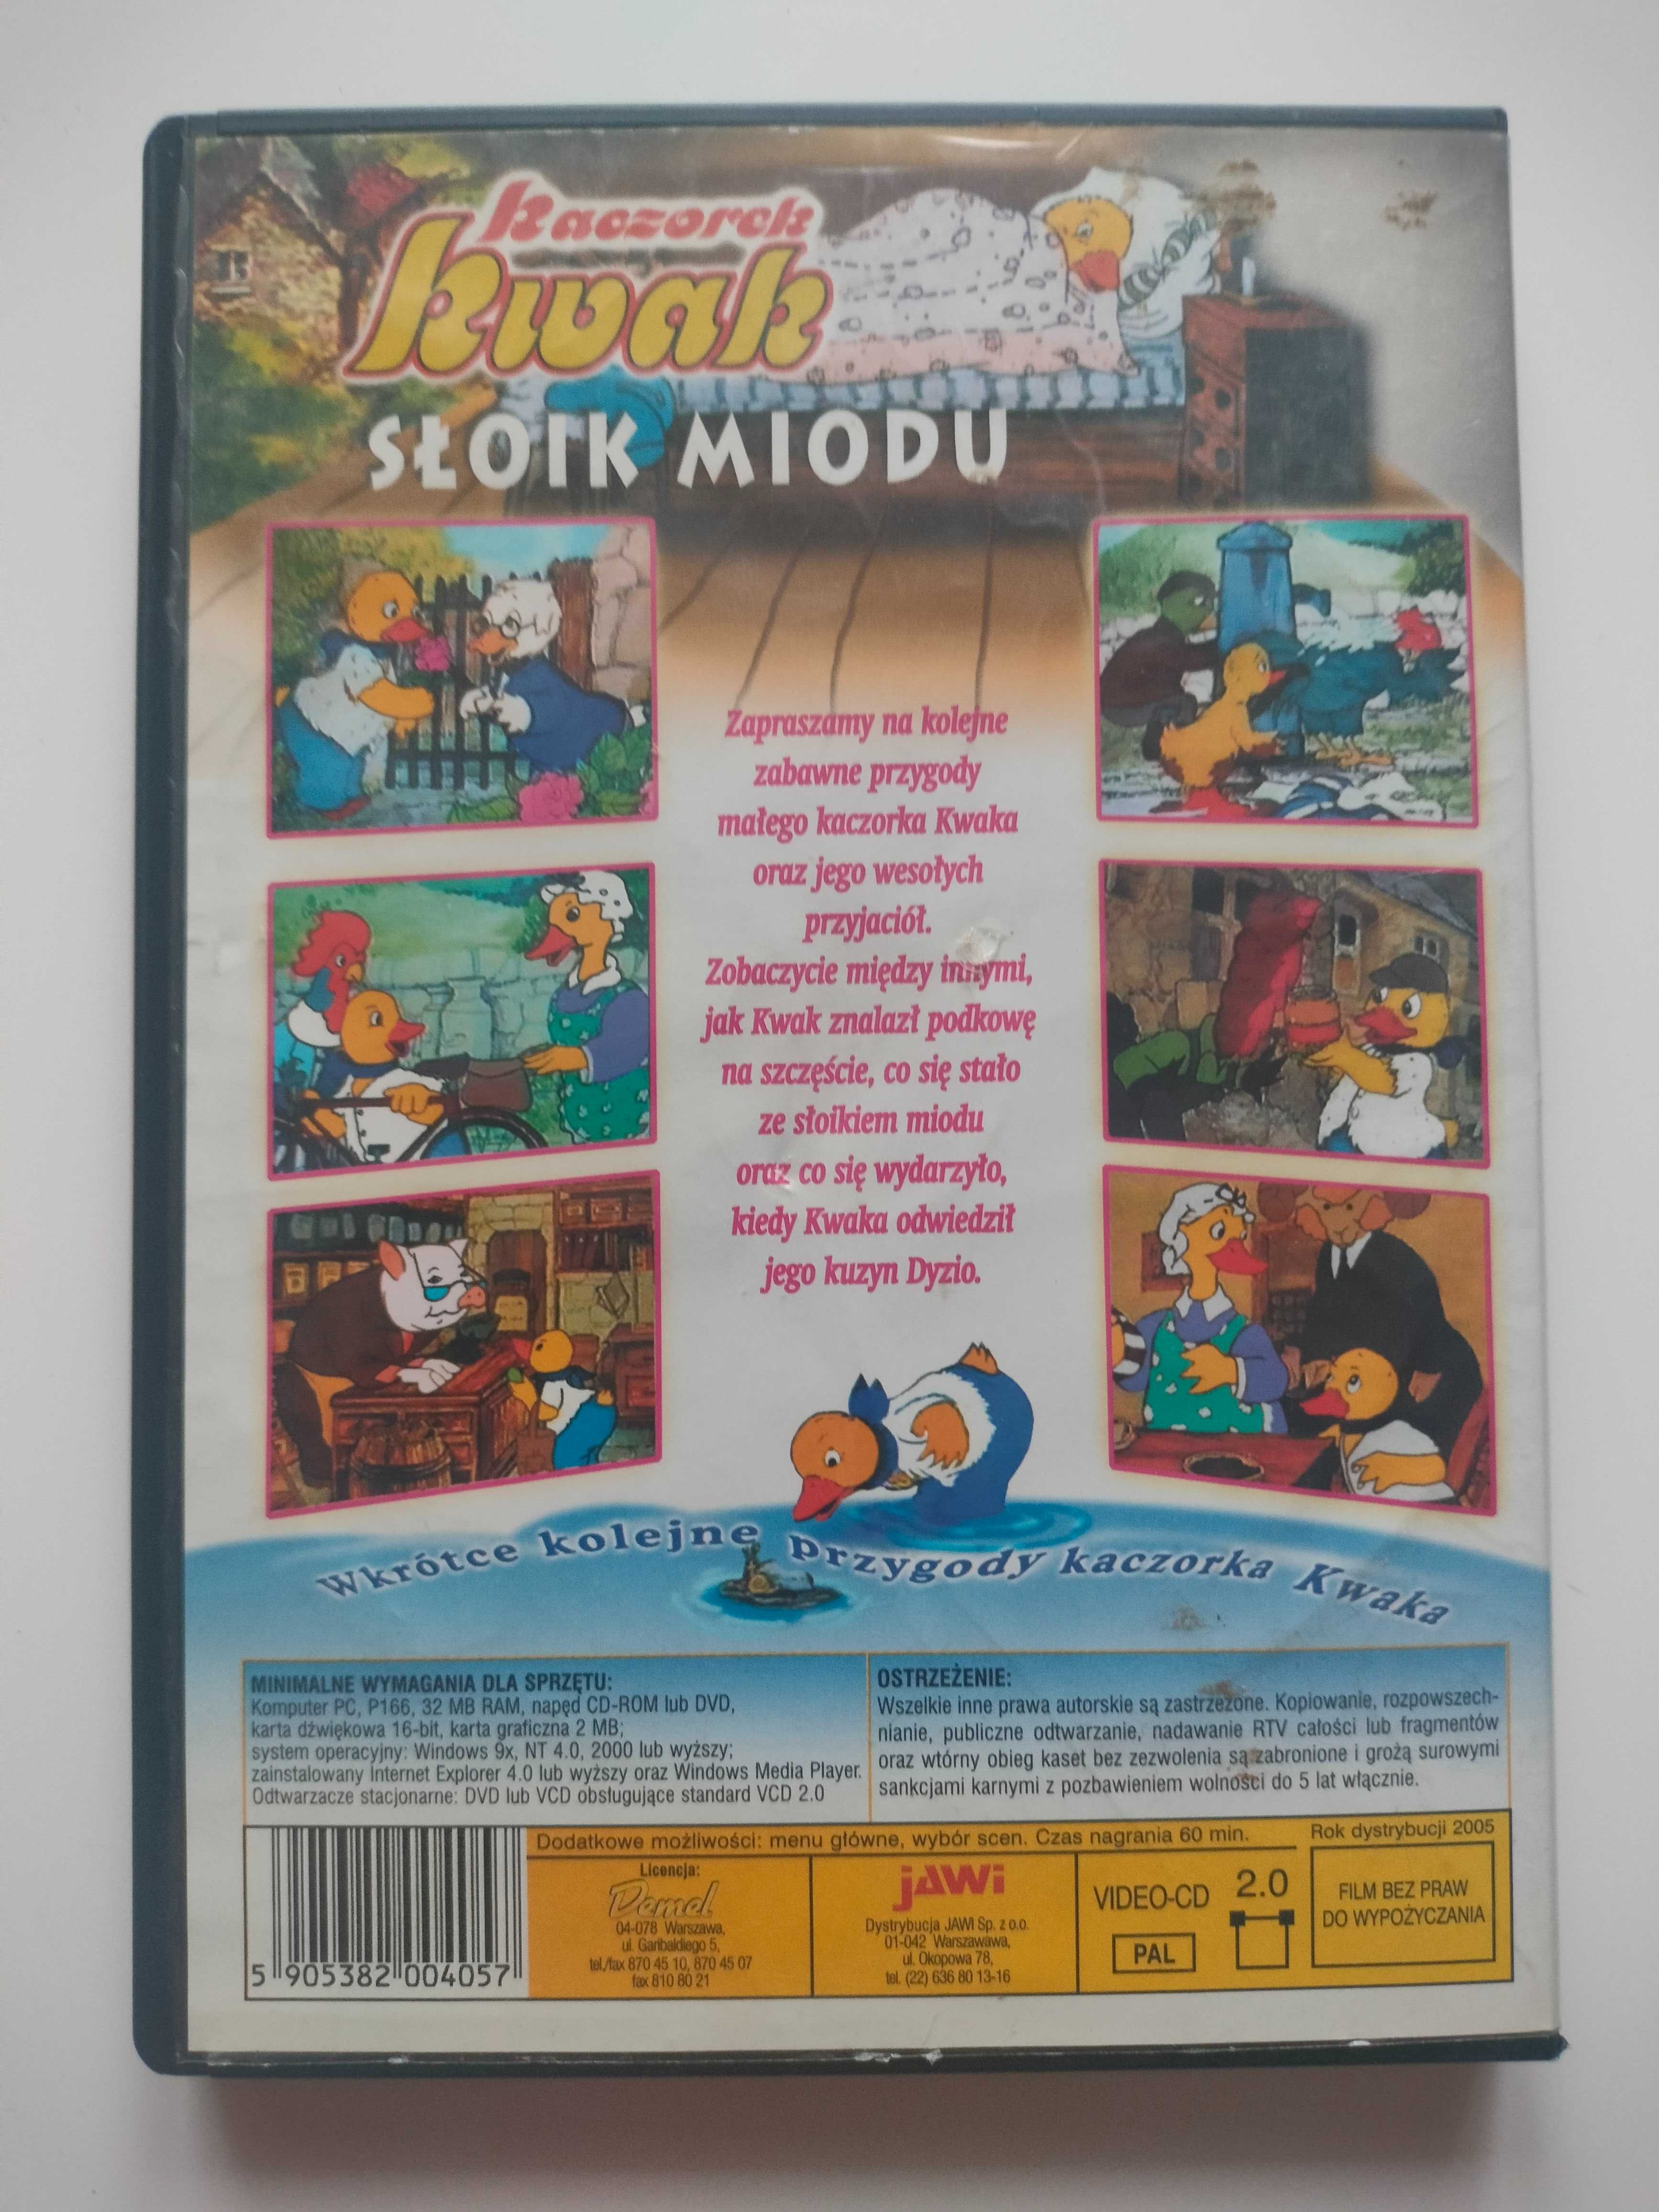 Kaczorek
Kwak
SŁOIK MIODU
Zapraszamy na kolejne
zabawne przygody
małego kaczorka Kwaka
oraz jego wesołych
przyjaciół.
Zobaczycie między innymi,
jak Kwak znalazł podkowę
na szczęście, co się stało
ze słoikiem miodu
oraz co się wydarzyło,
kiedy Kwaka odwiedził
jego kuzyn Dyzio.
Wkrótce kolejne przygody kaczorka Kwaka
MINIMALNE WYMAGANIA DLA SPRZĘTU:
Komputer PC, P166, 32 MB RAM, napęd CD-ROM lub DVD,
karta dźwiękowa 16-bit, karta graficzna 2 MB;
system operacyjny: Windows 9x, NT 4.0, 2000 lub wyższy;
zainstalowany Internet Explorer 4.0 lub wyższy oraz Windows Media Player.
Odtwarzacze stacjonarne: DVD lub VCD obsługujące standard VCD 2.0
OSTRZEŻENIE:
Wszelkie inne prawa autorskie są zastrzeżone. Kopiowanie, rozpowszech-
nianie, publiczne odtwarzanie, nadawanie RTV całości lub fragmentów
oraz wtórny obieg kaset bez zezwolenia są zabronione i grożą surowymi
sankcjami karnymi z pozbawieniem wolności do 5 lat włącznie.
Dodatkowe możliwości: menu główne, wybór scen. Czas nagrania 60 min.
Rok dystrybucji 2005
5 905382 004057
Licencja:
Demel
04-078 Warszawa,
ul. Garibaldiego 5,
tel./fax 870 45 10, 870 45 07
fax 810 80 21
jAWi
Dystrybucja JAWI Sp. z o.o.
01-042 Warszawawa,
ul. Okopowa 78,
tel. (22) 636 80 13-16
VIDEO-CD
2.0
PAL
FILM BEZ PRAW
DO WYPOŻYCZANIA